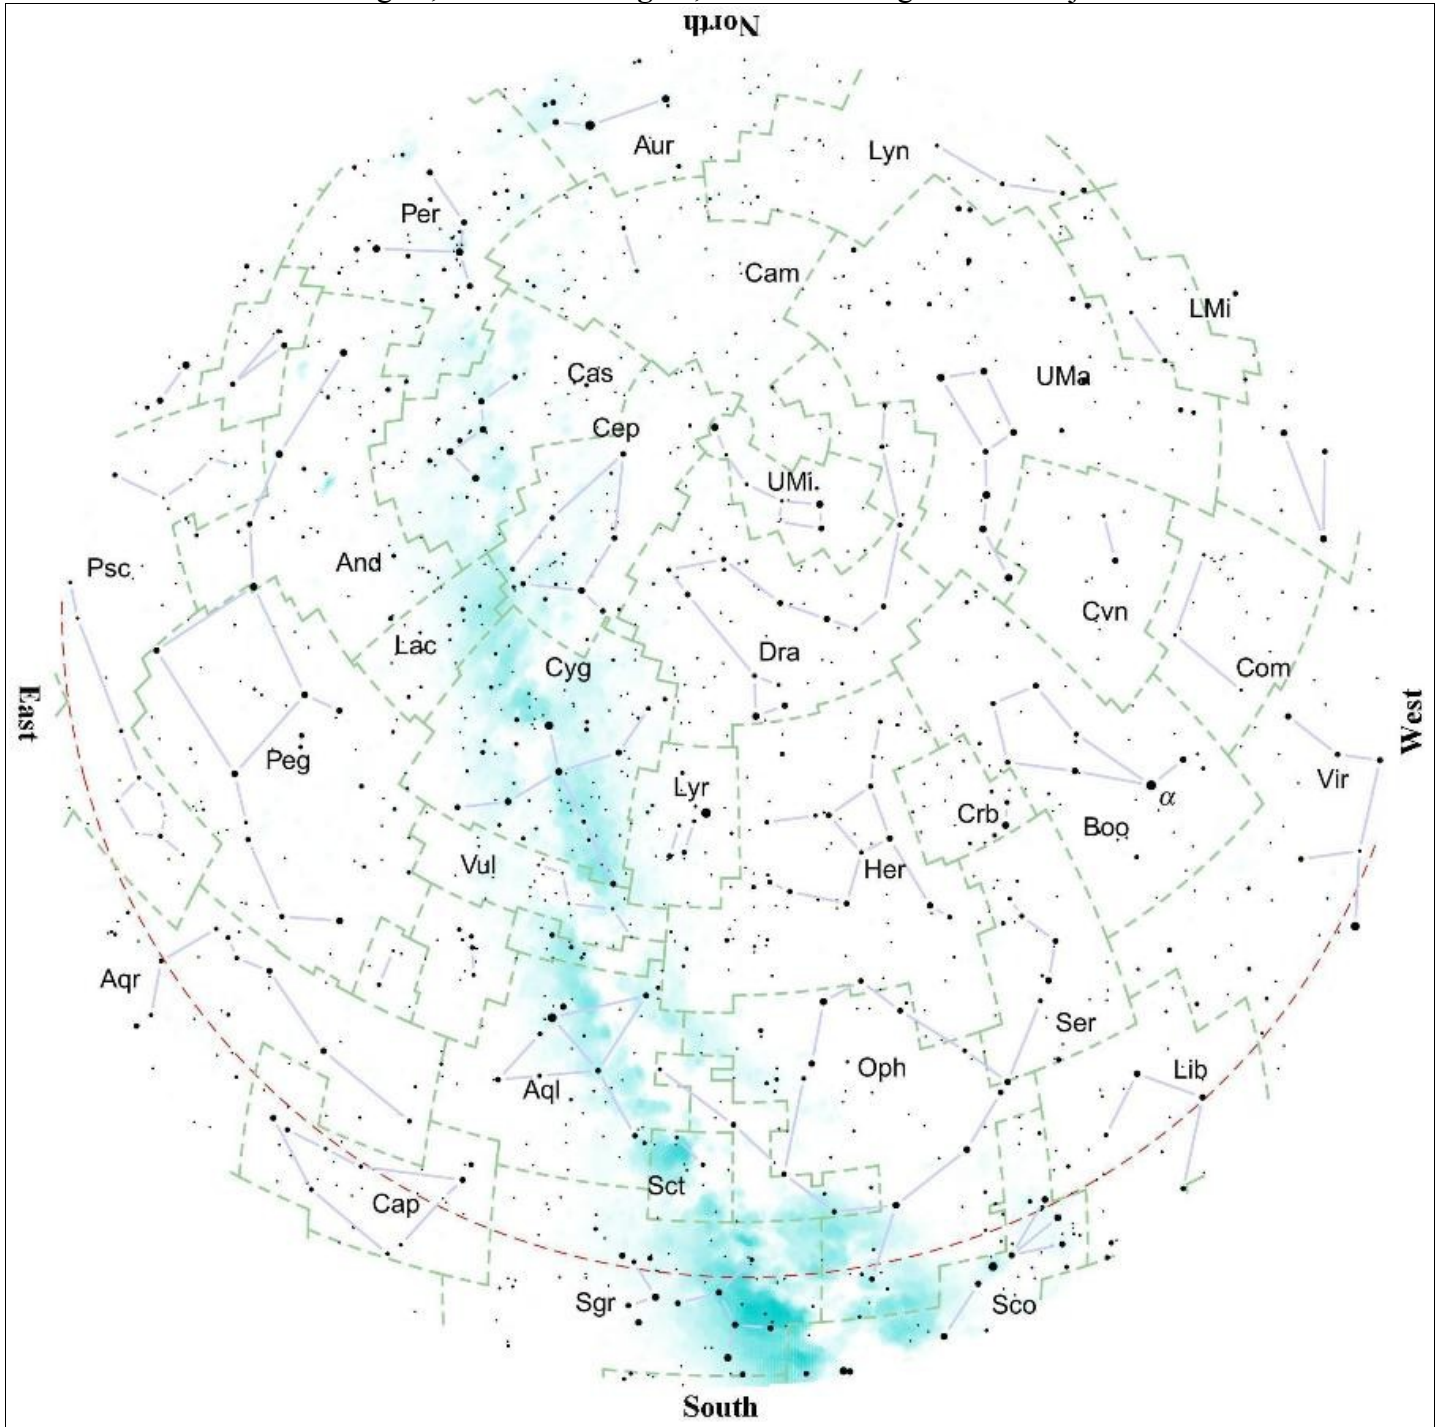 North
Aur
Lyn
Per
Cam
LMi
Cas
UMa
Cep
UMi
Psc
And
Cvn
Lac
Cyg
Dra
Com
East
West
Peg
Lyr
Vir
α
Crb
Boo
Vul
Her
Aqr
Ser
Oph
Lib
Aql
Sct
Cap
Sgr
Sco
South